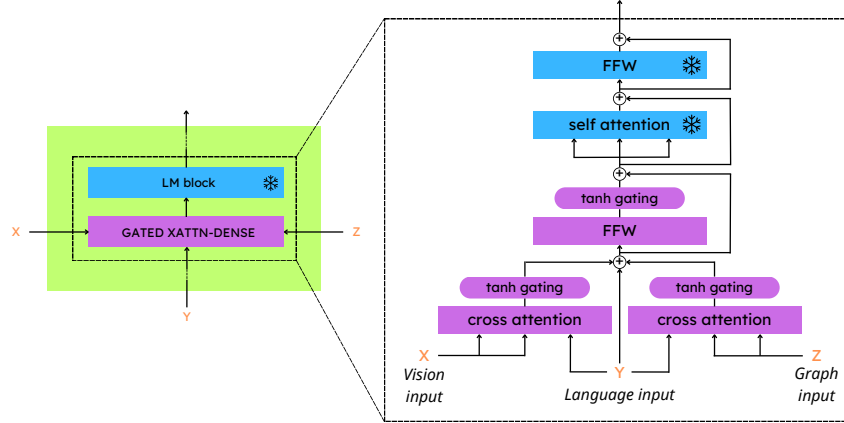 LM block
X
GATED XATTN-DENSE
Z
Y
FFW
self attention
tanh gating
FFW
tanh gating
tanh gating
cross attention
cross attention
X
Y
Z
Vision
input
Language input
Graph
input